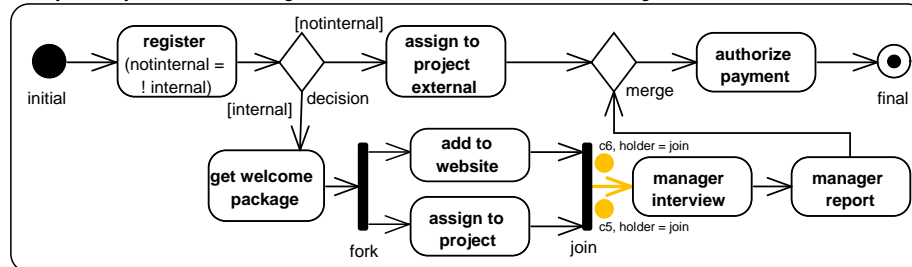 [notinternal]
register
(notinternal =
! internal)
assign to
project
external
authorize
payment
initial
[internal]
decision
merge
final
get welcome
package
add to
website
c6, holder = join
manager
interview
manager
report
assign to
project
c5, holder = join
fork
join